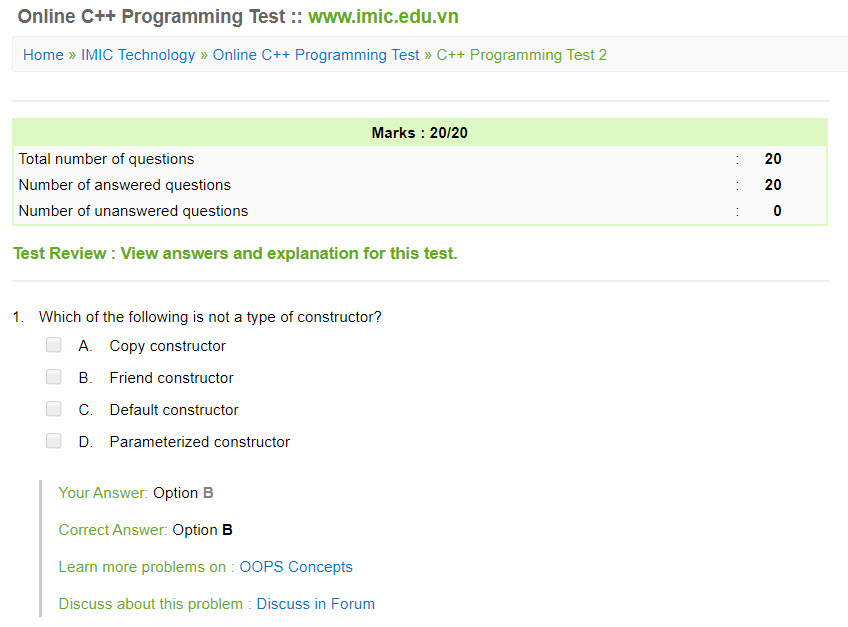 Online C++ Programming Test :: www.imic.edu.vn
Home » IMIC Technology » Online C++ Programming Test » C++ Programming Test 2
Marks : 20/20
Total number of questions : 20
Number of answered questions : 20
Number of unanswered questions : 0
Test Review : View answers and explanation for this test.
1. Which of the following is not a type of constructor?
A. Copy constructor
B. Friend constructor
C. Default constructor
D. Parameterized constructor
Your Answer: Option B
Correct Answer: Option B
Learn more problems on : OOPS Concepts
Discuss about this problem : Discuss in Forum